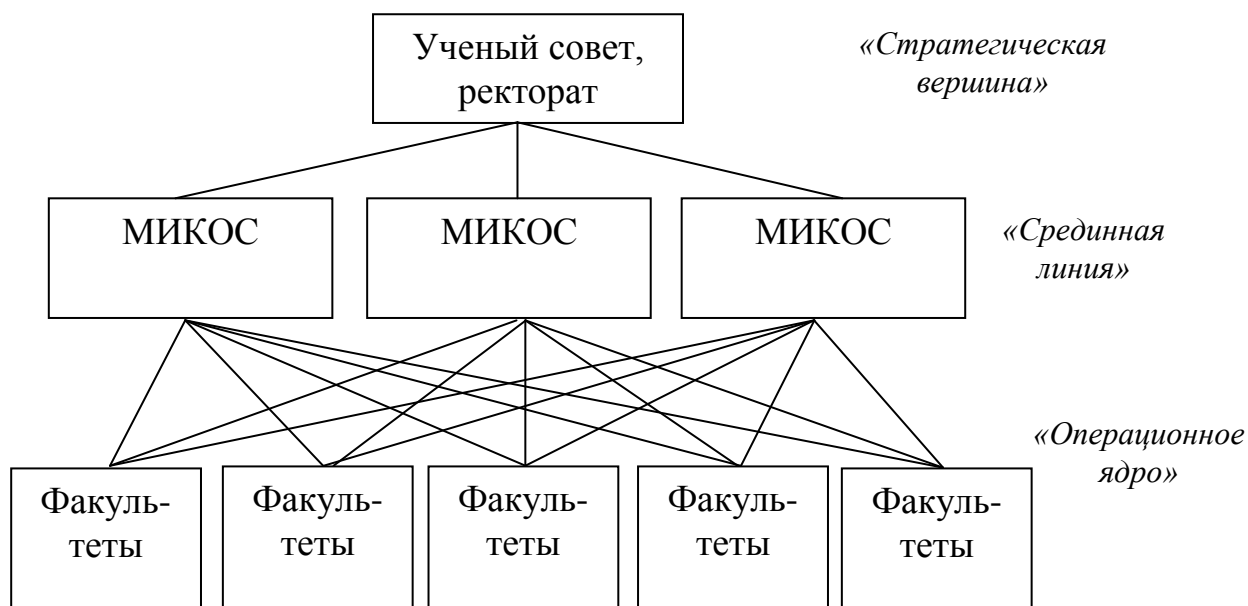 Ученый совет,
ректорат
«Стратегическая
вершина»
МИКОС
МИКОС
МИКОС
«Срединная
линия»
«Операционное
ядро»
Факуль-
теты
Факуль-
теты
Факуль-
теты
Факуль-
теты
Факуль-
теты